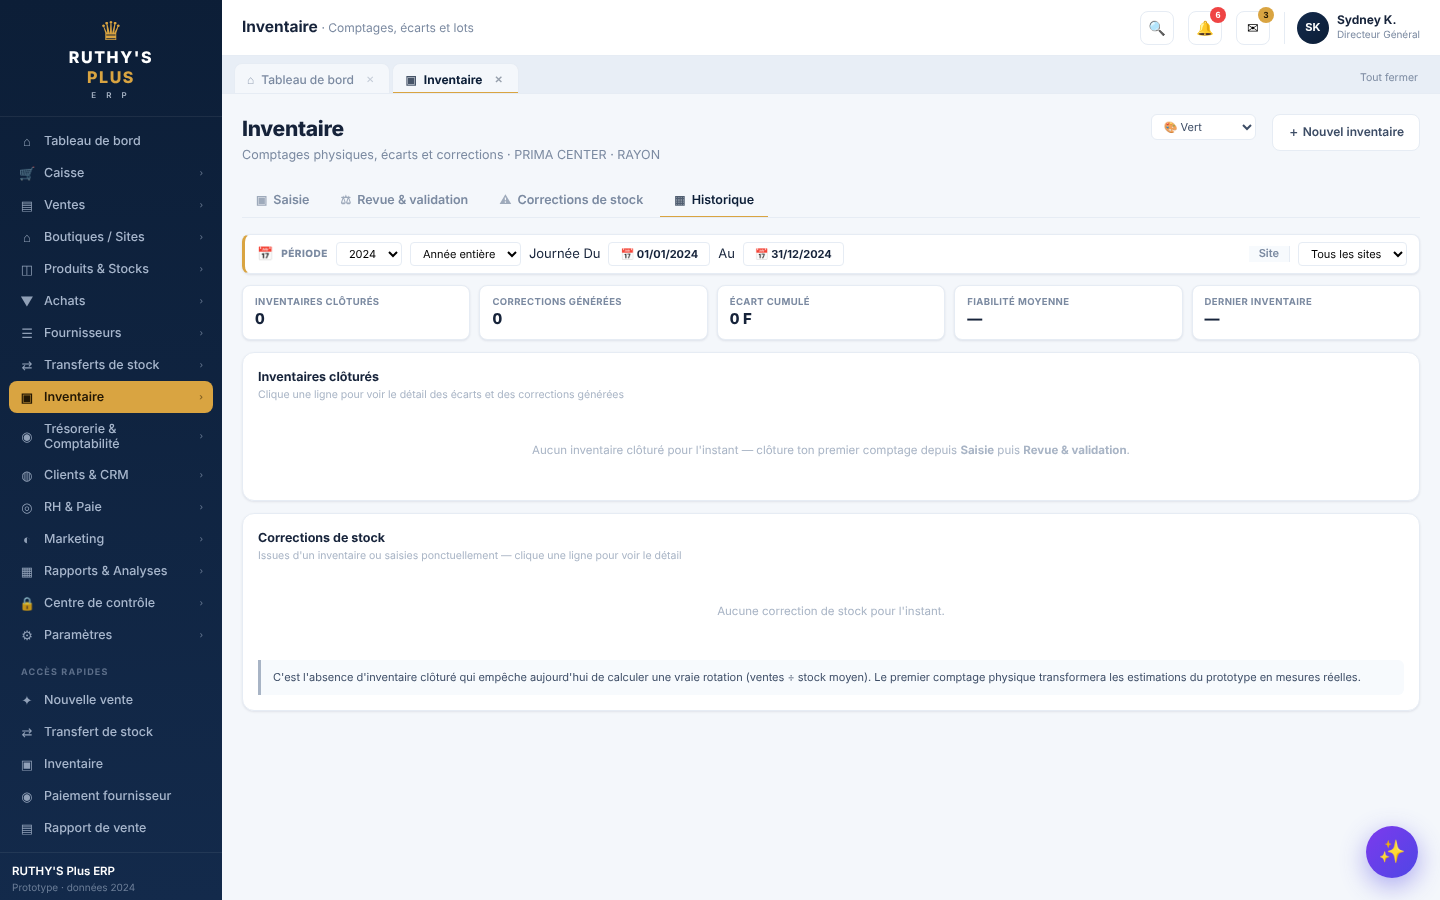 RUTHY'S
PLUS
ERP
Tableau de bord
Caisse
Ventes
Boutiques / Sites
Produits & Stocks
Achats
Fournisseurs
Transferts de stock
Inventaire
Trésorerie &
Comptabilité
Clients & CRM
RH & Paie
Marketing
Rapports & Analyses
Centre de contrôle
Paramètres
ACCÈS RAPIDES
Nouvelle vente
Transfert de stock
Inventaire
Paiement fournisseur
Rapport de vente
RUTHY'S Plus ERP
Prototype · données 2024
Inventaire · Comptages, écarts et lots
6
3
SK
Sydney K.
Directeur Général
Tableau de bord ×
Inventaire ×
Tout fermer
Inventaire
Comptages physiques, écarts et corrections · PRIMA CENTER · RAYON
Vert
+ Nouvel inventaire
Saisie
Revue & validation
Corrections de stock
Historique
PÉRIODE 2024 Année entière Journée Du 01/01/2024 Au 31/12/2024 Site Tous les sites
INVENTAIRES CLÔTURÉS
0
CORRECTIONS GÉNÉRÉES
0
ÉCART CUMULÉ
0 F
FIABILITÉ MOYENNE
—
DERNIER INVENTAIRE
—
Inventaires clôturés
Clique une ligne pour voir le détail des écarts et des corrections générées
Aucun inventaire clôturé pour l'instant — clôture ton premier comptage depuis Saisie puis Revue & validation.
Corrections de stock
Issues d'un inventaire ou saisies ponctuellement — clique une ligne pour voir le détail
Aucune correction de stock pour l'instant.
C'est l'absence d'inventaire clôturé qui empêche aujourd'hui de calculer une vraie rotation (ventes ÷ stock moyen). Le premier comptage physique transformera les estimations du prototype en mesures réelles.